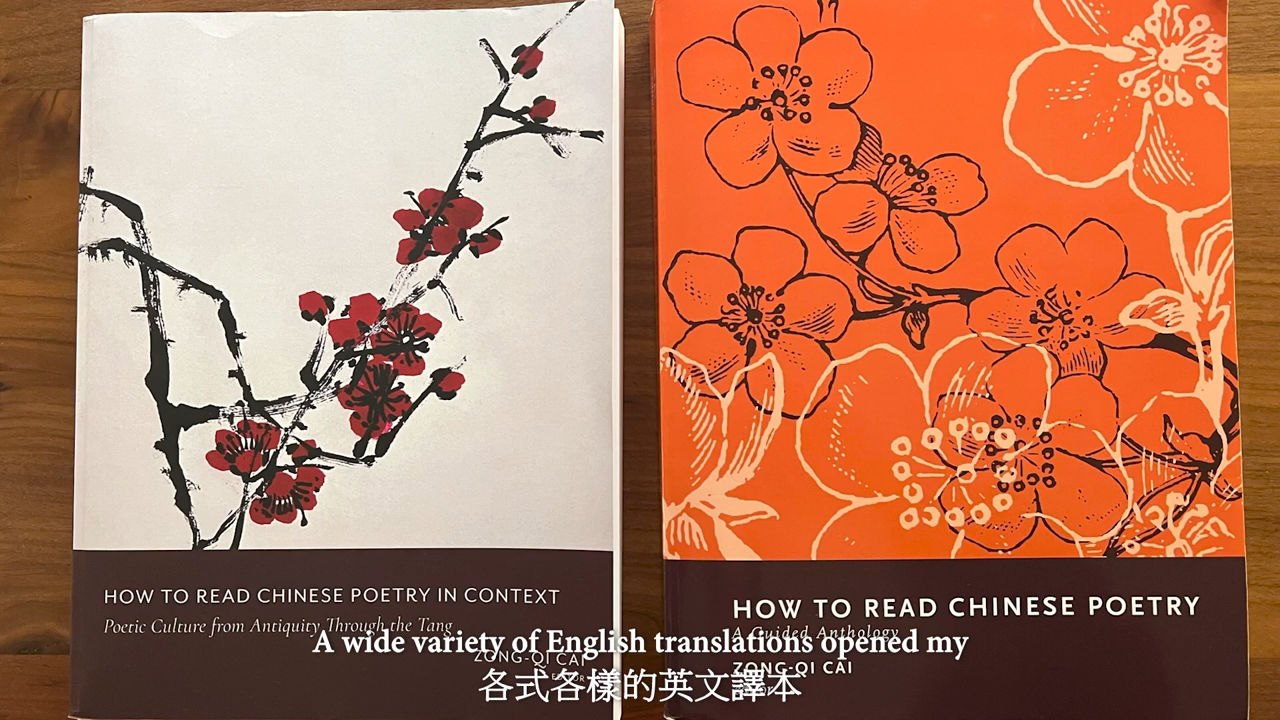 HOW TO READ CHINESE POETRY IN CONTEXT
Poetic Culture from Antiquity Through the Tang
ZONG-QI CAI
HOW TO READ CHINESE POETRY
A Guided Anthology
ZONG-QI CAI
A wide variety of English translations opened my
各式各樣的英文譯本